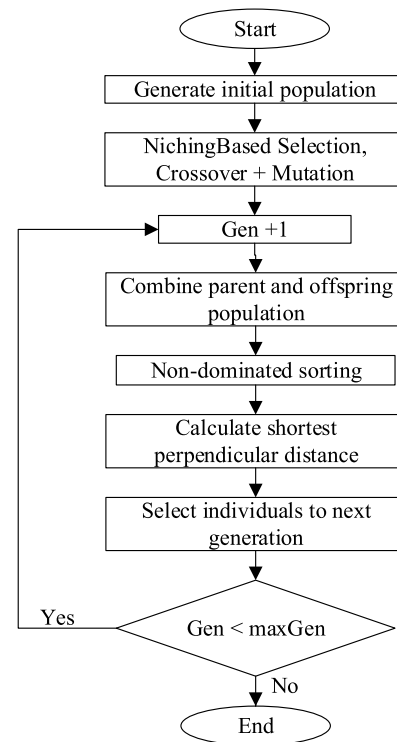 Start
Generate initial population
NichingBased Selection,
Crossover + Mutation
Gen +1
Combine parent and offspring
population
Non-dominated sorting
Calculate shortest
perpendicular distance
Select individuals to next
generation
Yes
Gen < maxGen
No
End